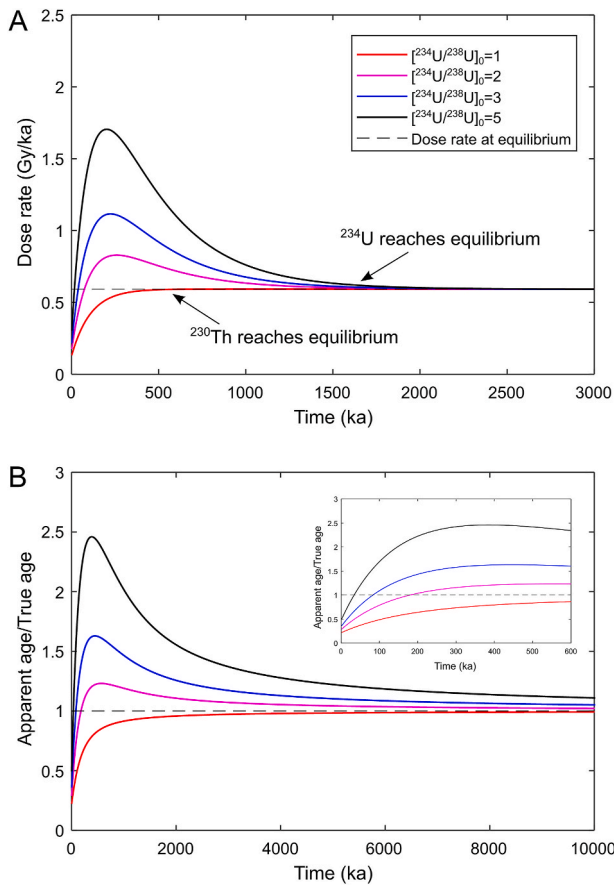 A
3
2.5
2
1.5
1
0.5
0
Dose rate (Gy/ka)
[²³⁴U/²³⁸U]₀=1
[²³⁴U/²³⁸U]₀=2
[²³⁴U/²³⁸U]₀=3
[²³⁴U/²³⁸U]₀=5
Dose rate at equilibrium
²³⁴U reaches equilibrium
²³⁰Th reaches equilibrium
0 500 1000 1500 2000 2500 3000
Time (ka)
B
3
2.5
2
1.5
1
0.5
0
Apparent age/True age
3
2.5
2
1.5
1
0.5
0
Apparent age/True age
0 100 200 300 400 500 600
Time (ka)
0 2000 4000 6000 8000 10000
Time (ka)